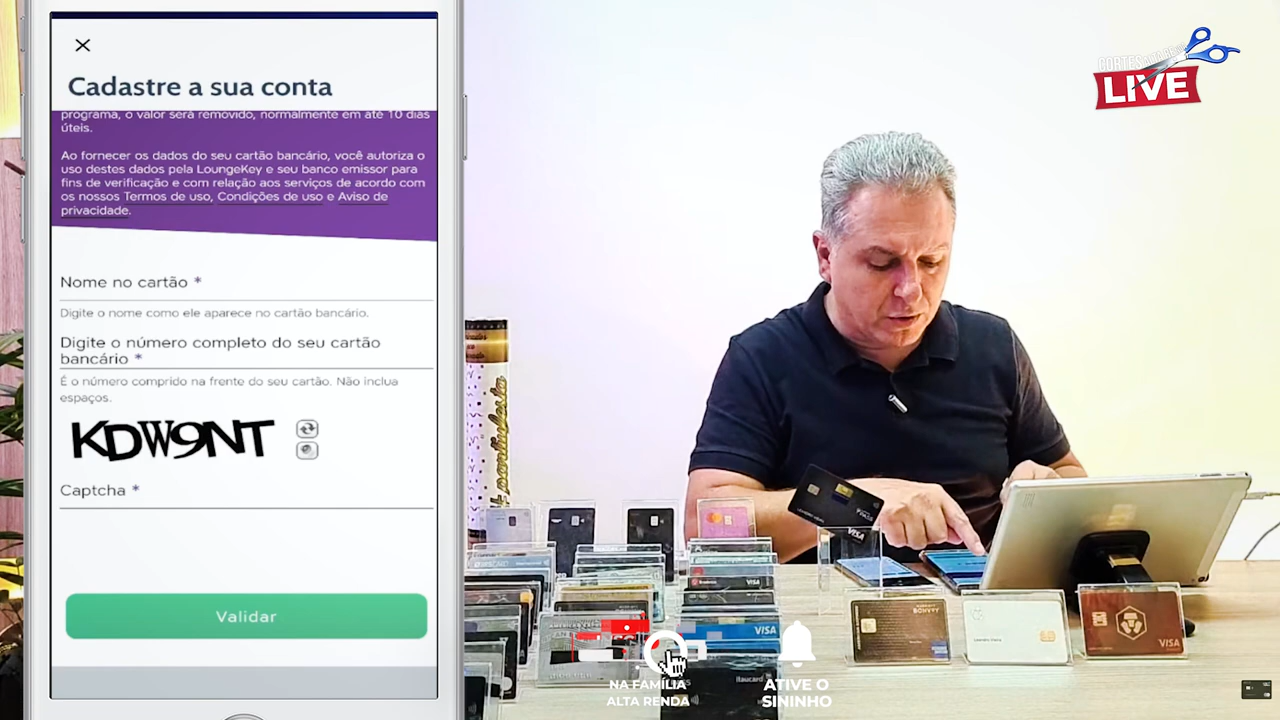 Cadastre a sua conta
programa, o valor será removido, normalmente em até 10 dias
úteis.
Ao fornecer os dados do seu cartão bancário, você autoriza o
uso destes dados pela LoungeKey e seu banco emissor para
fins de verificação e com relação aos serviços de acordo com
os nossos Termos de uso, Condições de uso e Aviso de
privacidade.
Nome no cartão *
Digite o nome como ele aparece no cartão bancário.
Digite o número completo do seu cartão
bancário *
É o número comprido na frente do seu cartão. Não inclua
espaços.
KDW9NT
Captcha *
Validar
CORTES
LIVE
VISA
VISA
VISA
BONVOY
VISA
NA FAMÍLIA
ALTA RENDA
ATIVE O
SININHO